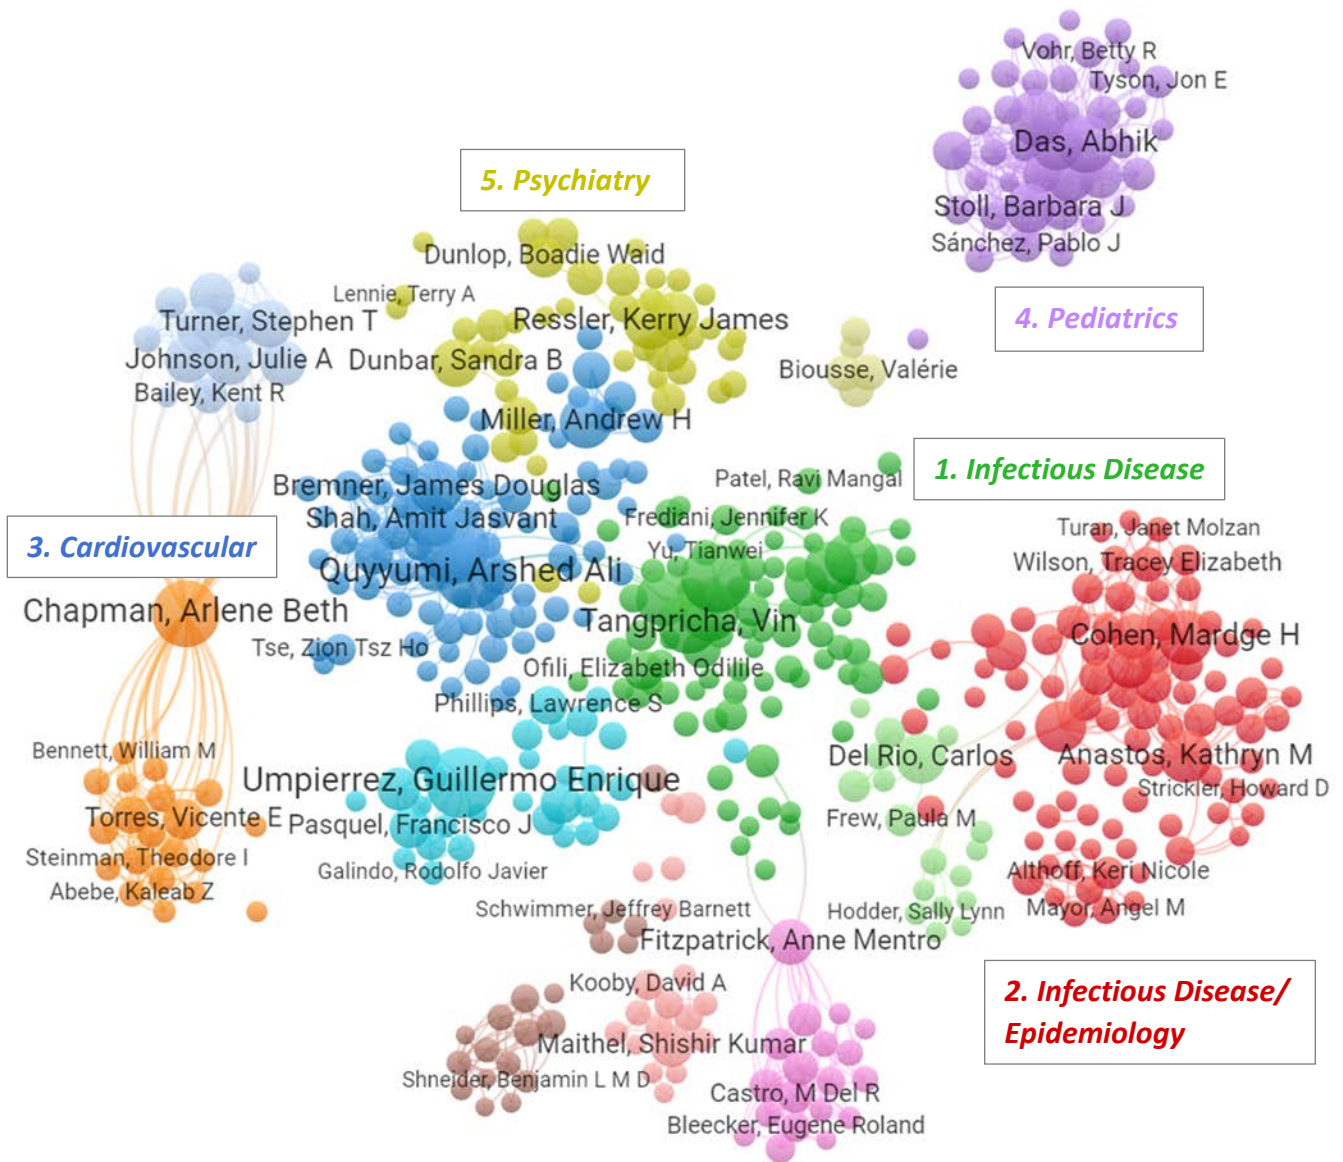 Vohr, Betty R
Tyson, Jon E
Das, Abhik
Stoll, Barbara J
Sánchez, Pablo J
4. Pediatrics
5. Psychiatry
Dunlop, Boadie Waid
Lennie, Terry A
Ressler, Kerry James
Turner, Stephen T
Johnson, Julie A
Dunbar, Sandra B
Bailey, Kent R
Biousse, Valérie
Miller, Andrew H
1. Infectious Disease
Patel, Ravi Mangal
Bremner, James Douglas
Shah, Amit Jasvant
Frediani, Jennifer K
Yu, Tianwei
Turan, Janet Molzan
Wilson, Tracey Elizabeth
3. Cardiovascular
Quyyumi, Arshed Ali
Chapman, Arlene Beth
Tangpricha, Vin
Cohen, Mardge H
Tse, Zion Tsz Ho
Ofili, Elizabeth Odilile
Phillips, Lawrence S
Bennett, William M
Umpierrez, Guillermo Enrique
Del Rio, Carlos
Anastos, Kathryn M
Strickler, Howard D
Torres, Vicente E
Pasquel, Francisco J
Frew, Paula M
Steinman, Theodore I
Galindo, Rodolfo Javier
Althoff, Keri Nicole
Abebe, Kaleab Z
Schwimmer, Jeffrey Barnett
Hodder, Sally Lynn
Mayor, Angel M
Fitzpatrick, Anne Mentro
Kooby, David A
2. Infectious Disease/
Epidemiology
Maithel, Shishir Kumar
Shneider, Benjamin L M D
Castro, M Del R
Bleecker, Eugene Roland